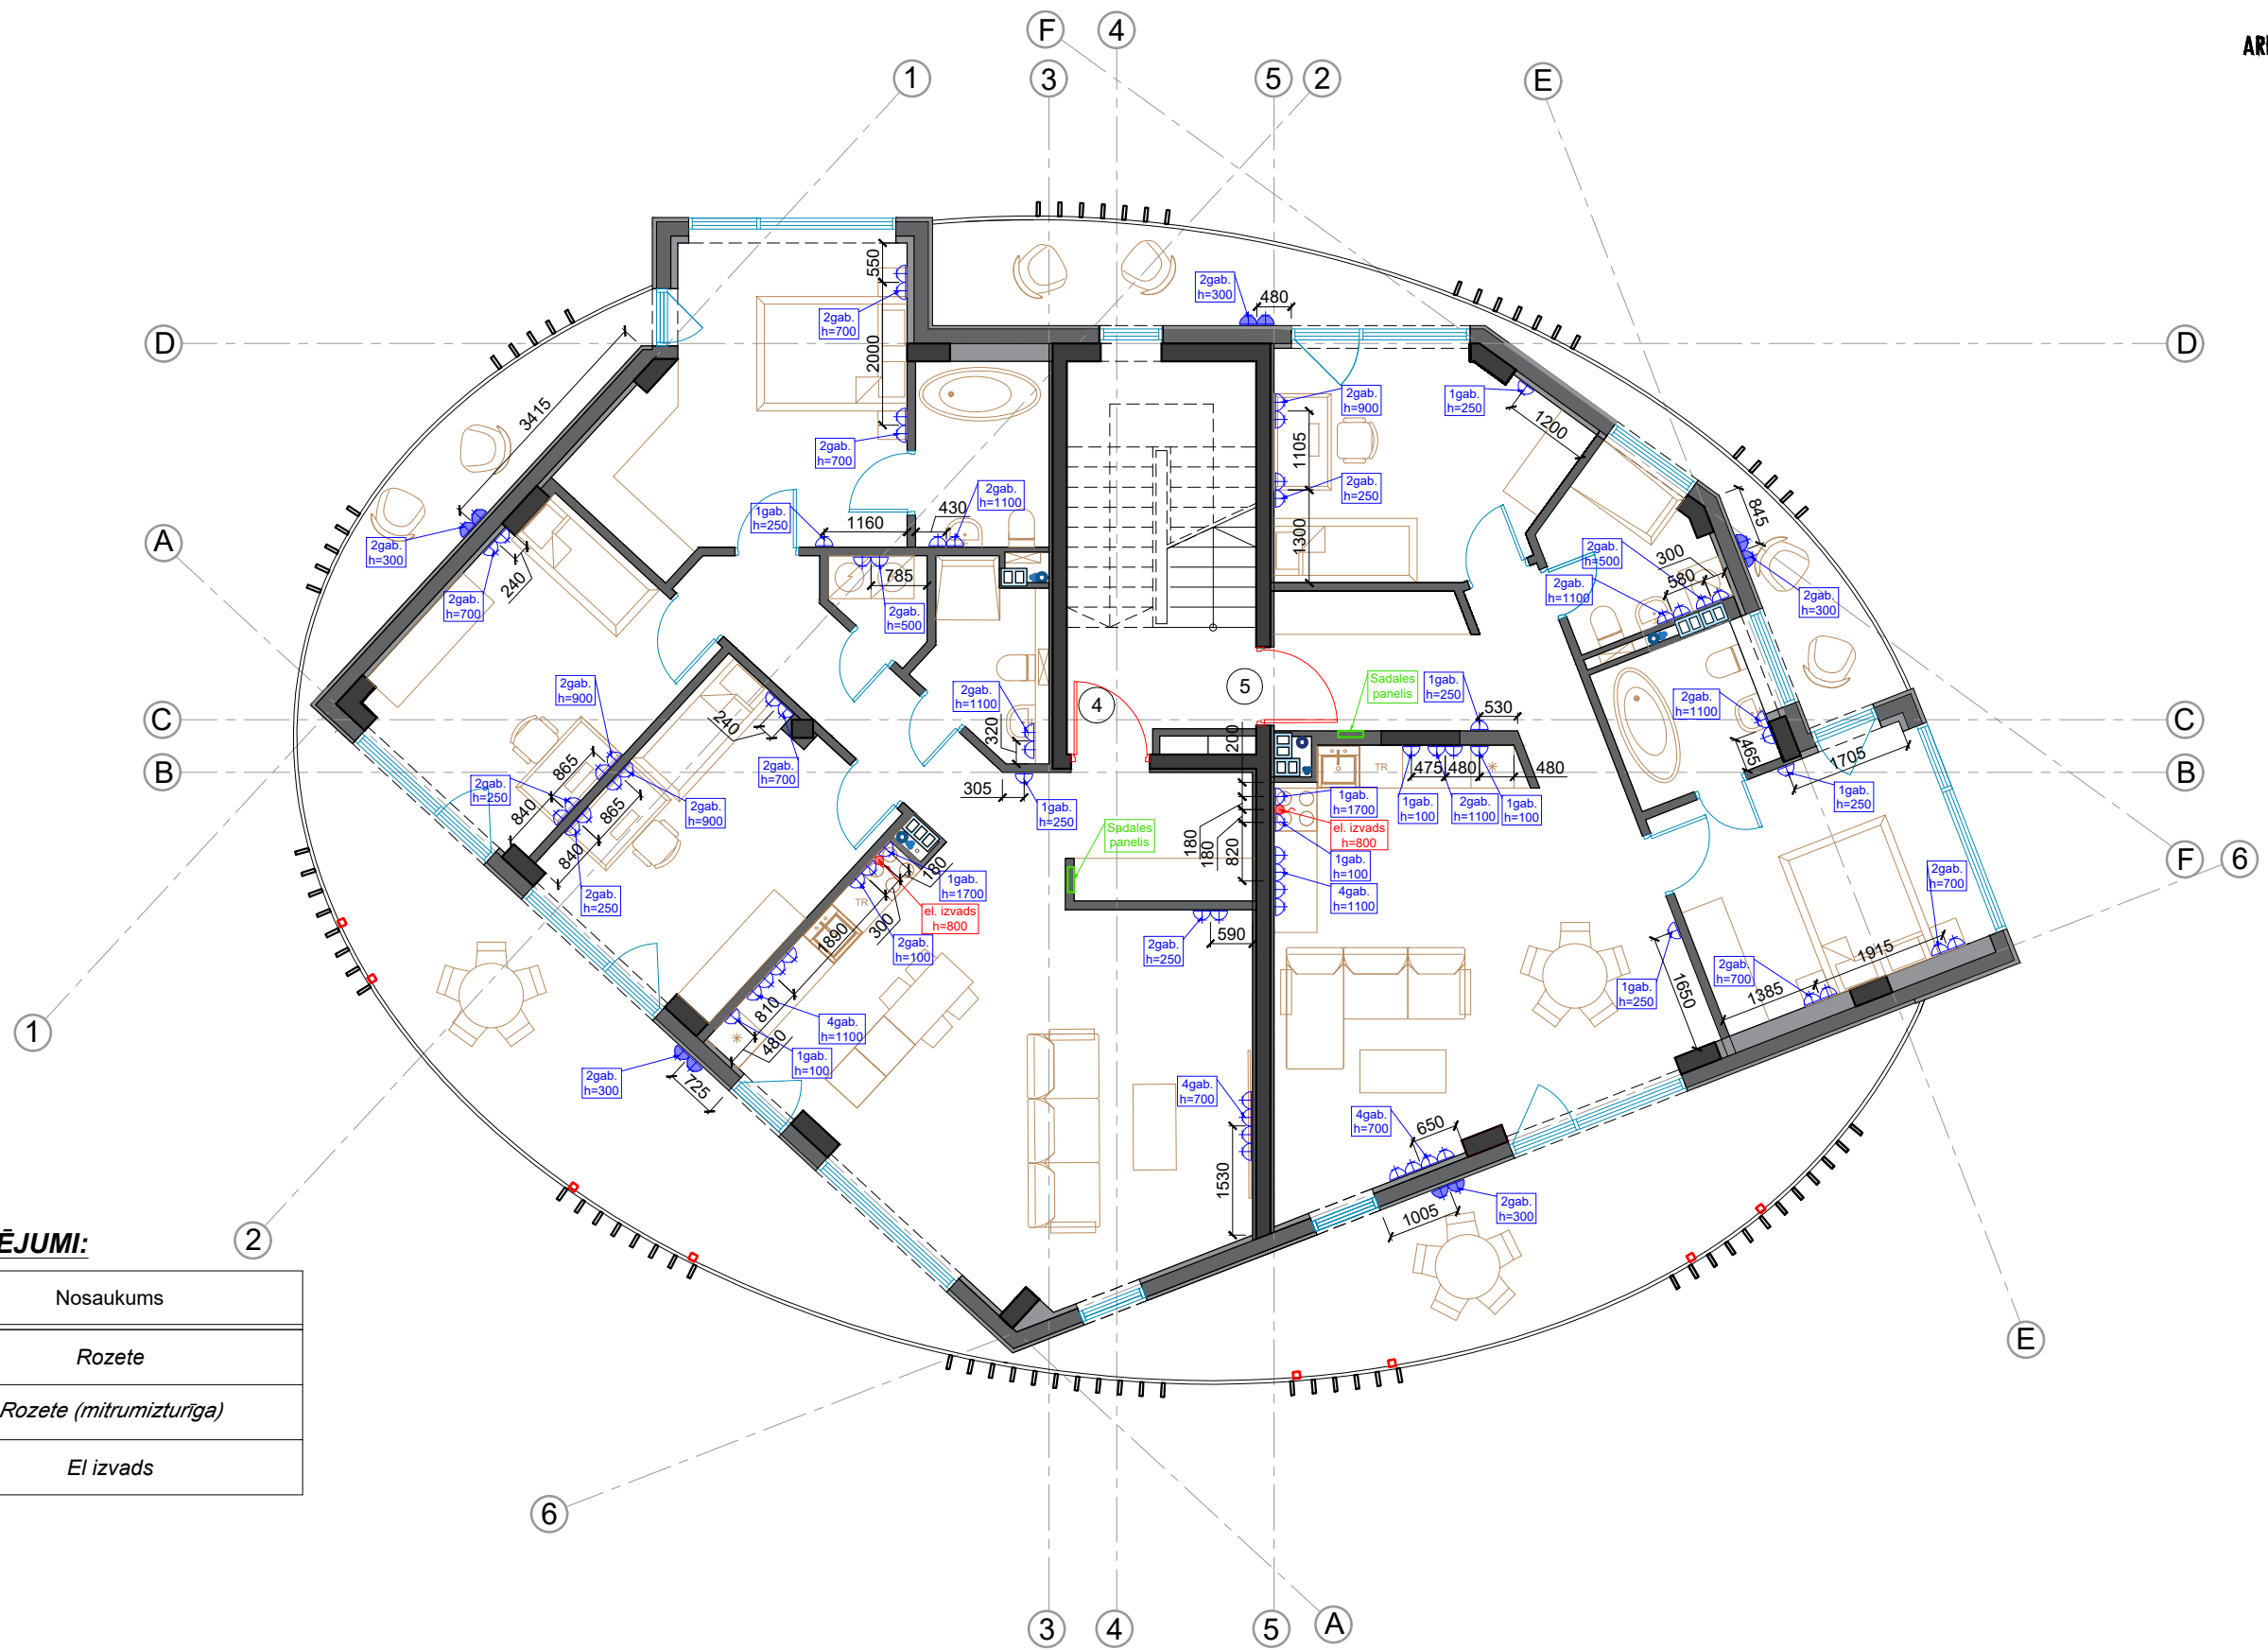 F
4
ARI
1
3
5
2
E
550
2gab.
h=300
480
2gab.
h=700
D
D
2000
3415
2gab.
h=900
1gab.
h=250
1200
2gab.
h=700
1105
2gab.
h=250
2gab.
h=1100
430
1gab.
h=250
1160
845
A
2gab.
h=300
240
2gab.
h=500
300
1300
785
580
2gab.
h=1100
2gab.
h=700
2gab.
h=500
2gab.
h=300
Sadales
panelis
1gab.
h=250
2gab.
h=900
2gab.
h=1100
5
4
2gab.
h=1100
530
C
240
320
200
C
465
1705
B
865
2gab.
h=700
475
480
480
B
2gab.
h=250
305
1gab.
h=250
1gab.
h=1700
1gab.
h=100
2gab.
h=1100
1gab.
h=100
1gab.
h=250
TR
840
865
2gab.
h=900
Sadales
panelis
180
180
820
el. izvads
h=800
840
180
1gab.
h=100
F
6
2gab.
h=250
1gab.
h=1700
4gab.
h=1100
2gab.
h=700
TR
300
el. izvads
h=800
1890
2gab.
h=100
590
2gab.
h=250
1915
2gab.
h=700
1385
1gab.
h=250
1650
810
4gab.
h=1100
1
480
1gab.
h=100
2gab.
h=300
725
4gab.
h=700
4gab.
h=700
650
1530
2gab.
h=300
1005
2
ĒJUMI:
Nosaukums
Rozete
Rozete (mitrumizturīga)
El izvads
E
6
3
4
5
A